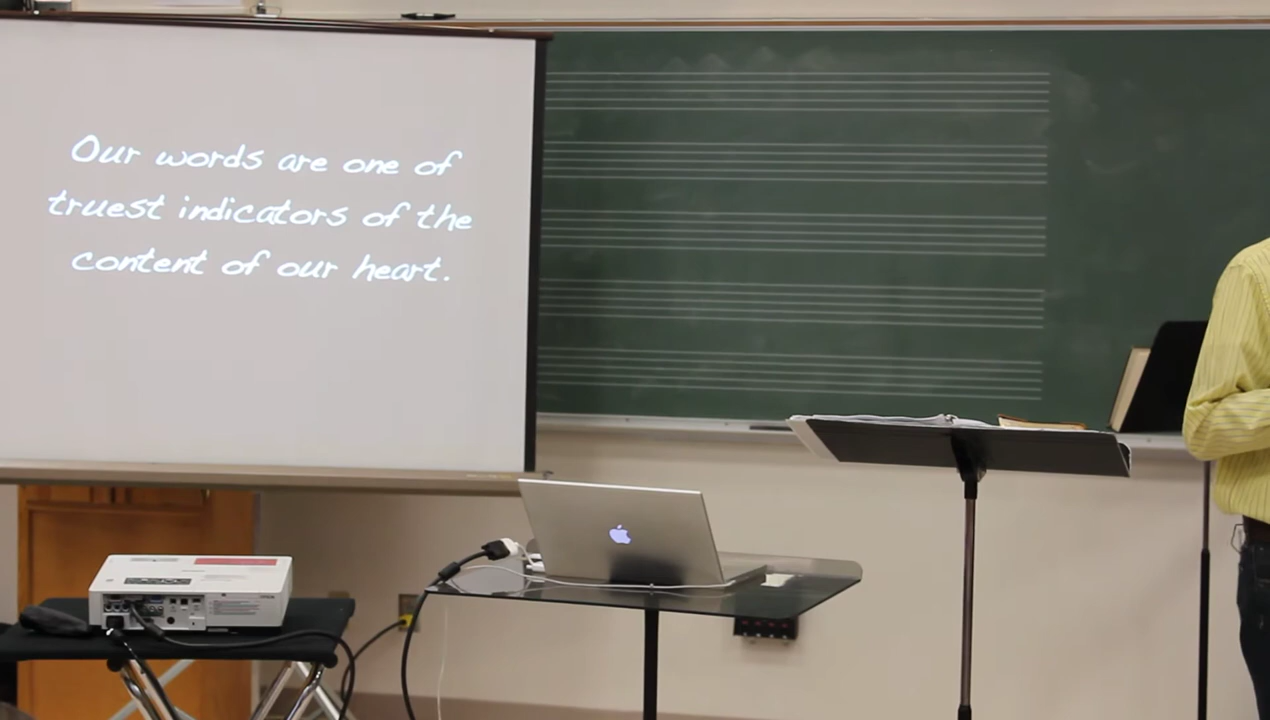 Our words are one of
truest indicators of the
content of our heart.